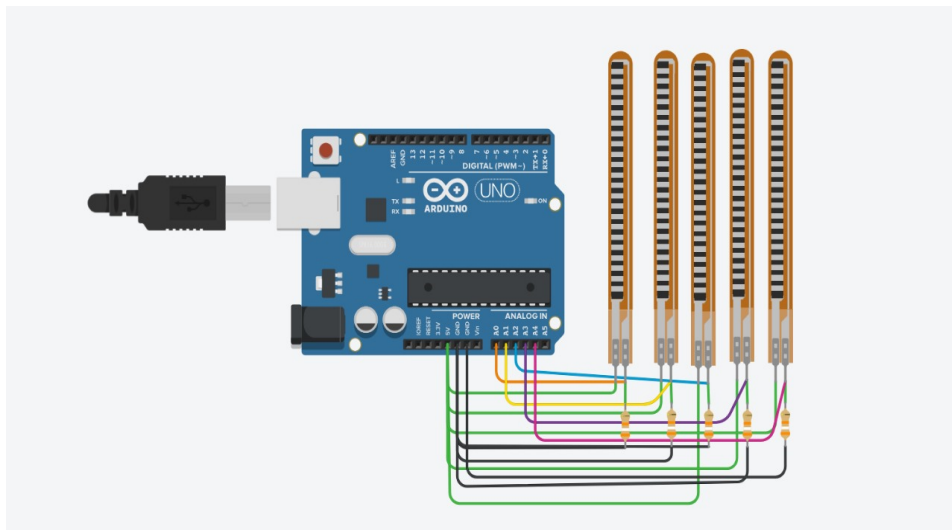 AREF
GND
13
12
~11
~10
~9
8
7
~6
~5
4
~3
2
TX→1
RX←0
DIGITAL (PWM~)
L
TX
RX
UNO
ARDUINO
ON
POWER
ANALOG IN
IOREF
RESET
3.3V
5V
GND
GND
Vin
A0
A1
A2
A3
A4
A5